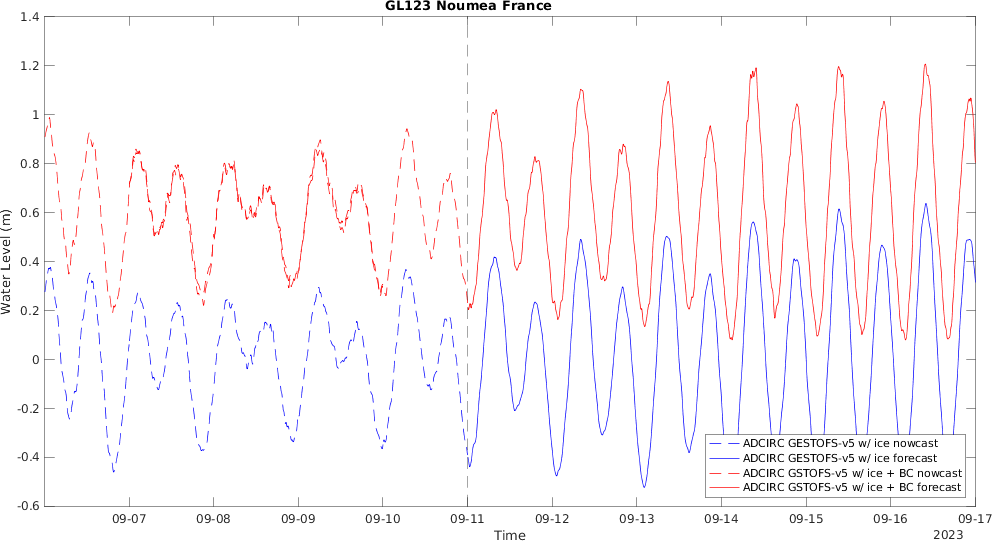 GL123 Noumea France
1.4
1.2
1
0.8
0.6
0.4
0.2
0
-0.2
-0.4
-0.6
Water Level (m)
ADCIRC GESTOFS-v5 w/ ice nowcast
ADCIRC GESTOFS-v5 w/ ice forecast
ADCIRC GSTOFS-v5 w/ ice + BC nowcast
ADCIRC GSTOFS-v5 w/ ice + BC forecast
09-07 09-08 09-09 09-10 09-11 09-12 09-13 09-14 09-15 09-16 09-17
Time 2023